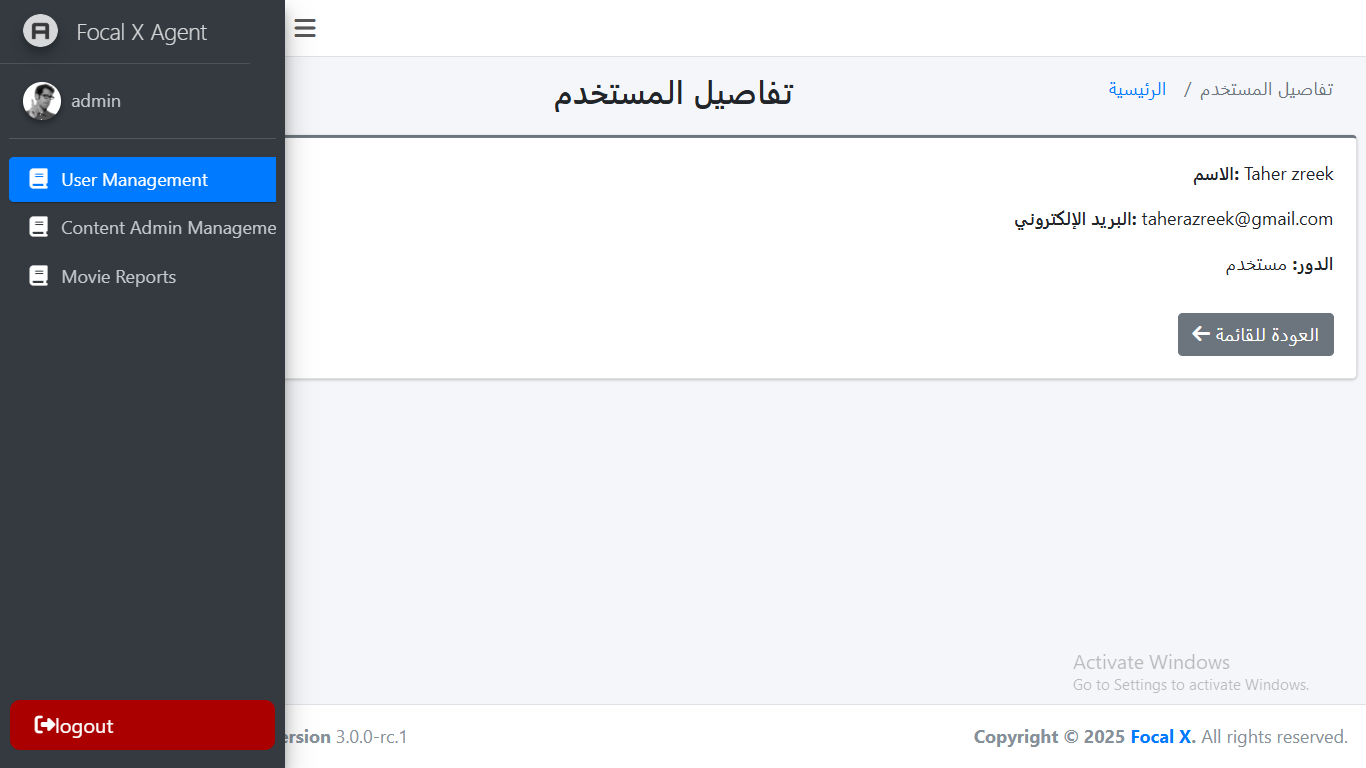 Focal X Agent
admin
User Management
Content Admin Manageme
Movie Reports
logout
تفاصيل المستخدم
الرئيسية / تفاصيل المستخدم
الاسم: Taher zreek
البريد الإلكتروني: taherazreek@gmail.com
الدور: مستخدم
العودة للقائمة
Activate Windows
Go to Settings to activate Windows.
ersion 3.0.0-rc.1
Copyright © 2025 Focal X. All rights reserved.